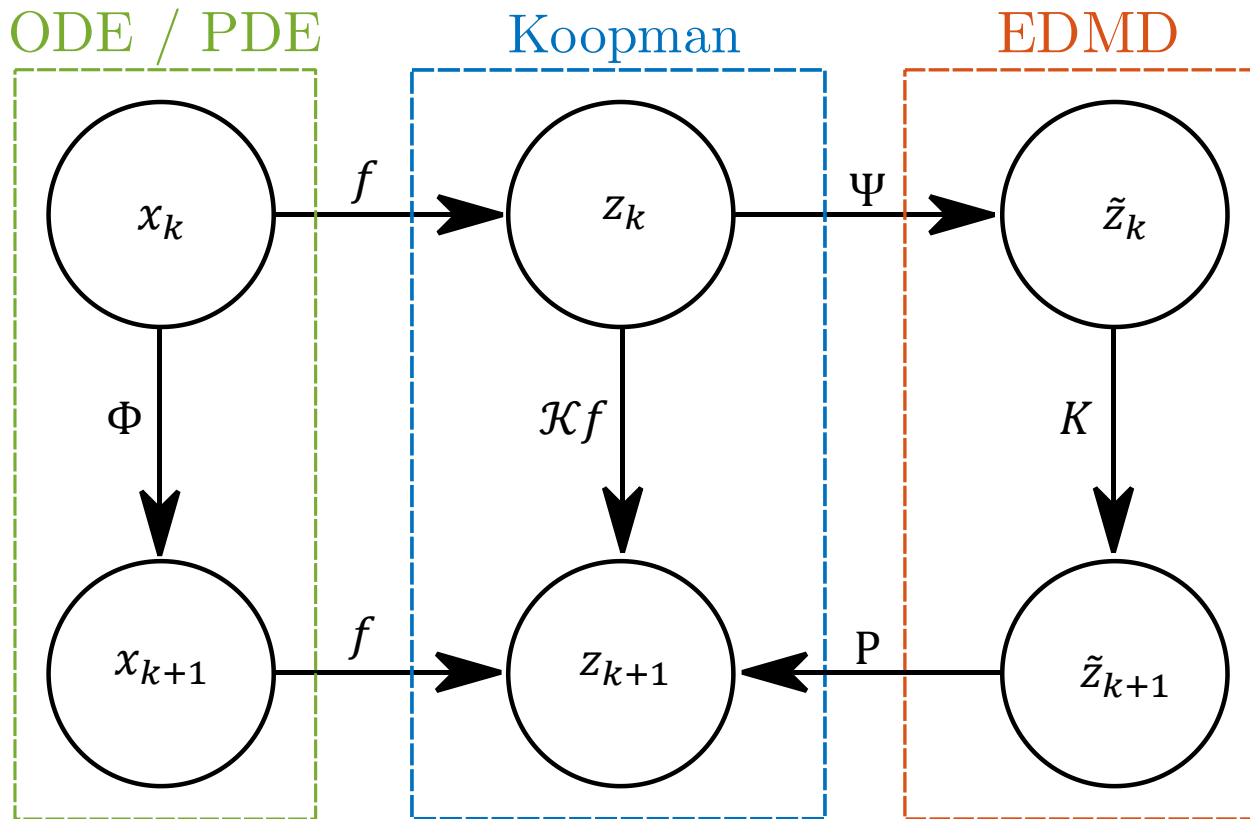 ODE / PDE Koopman EDMD
f Ψ
x_k z_k z̃_k
Φ 𝒦f K
f P
x_{k+1} z_{k+1} z̃_{k+1}